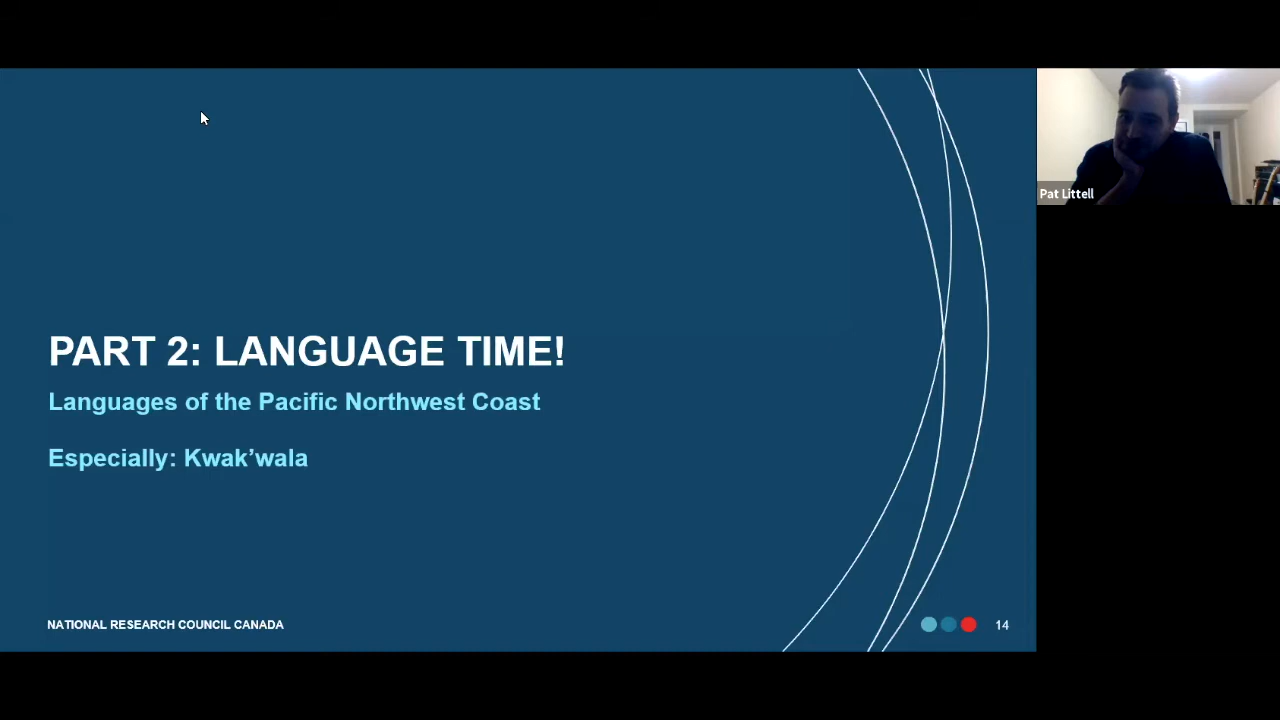 PART 2: LANGUAGE TIME!
Languages of the Pacific Northwest Coast
Especially: Kwak’wala
NATIONAL RESEARCH COUNCIL CANADA
14
Pat Littell